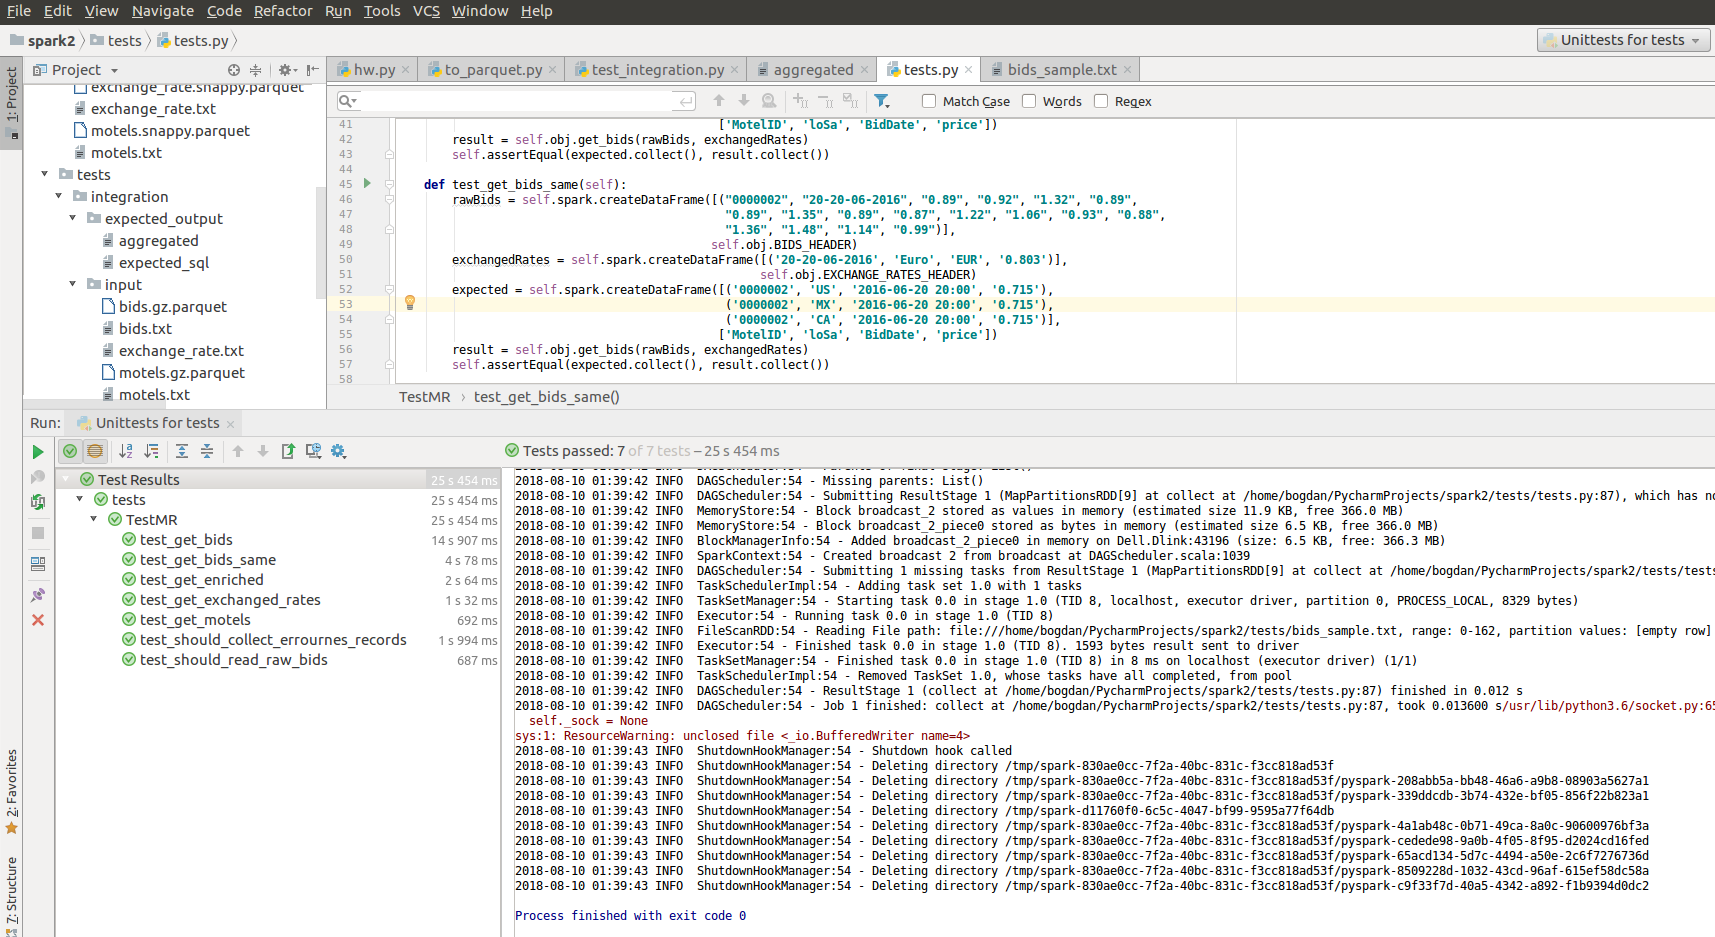 File Edit View Navigate Code Refactor Run Tools VCS Window Help
spark2 tests tests.py Unittests for tests
1: Project
Project
hw.py to_parquet.py test_integration.py aggregated tests.py bids_sample.txt
Match Case Words Regex
exchange_rate.snappy.parquet
exchange_rate.txt
motels.snappy.parquet
motels.txt
tests
integration
expected_output
aggregated
expected_sql
input
bids.gz.parquet
bids.txt
exchange_rate.txt
motels.gz.parquet
motels.txt
41 ['MotelID', 'loSa', 'BidDate', 'price'])
42 result = self.obj.get_bids(rawBids, exchangedRates)
43 self.assertEqual(expected.collect(), result.collect())
44
45 def test_get_bids_same(self):
46 rawBids = self.spark.createDataFrame([("0000002", "20-20-06-2016", "0.89", "0.92", "1.32", "0.89",
47 "0.89", "1.35", "0.89", "0.87", "1.22", "1.06", "0.93", "0.88",
48 "1.36", "1.48", "1.14", "0.99")],
49 self.obj.BIDS_HEADER)
50 exchangedRates = self.spark.createDataFrame([('20-20-06-2016', 'Euro', 'EUR', '0.803')],
51 self.obj.EXCHANGE_RATES_HEADER)
52 expected = self.spark.createDataFrame([('0000002', 'US', '2016-06-20 20:00', '0.715'),
53 ('0000002', 'MX', '2016-06-20 20:00', '0.715'),
54 ('0000002', 'CA', '2016-06-20 20:00', '0.715')],
55 ['MotelID', 'loSa', 'BidDate', 'price'])
56 result = self.obj.get_bids(rawBids, exchangedRates)
57 self.assertEqual(expected.collect(), result.collect())
58
TestMR › test_get_bids_same()
Run: Unittests for tests
Tests passed: 7 of 7 tests – 25 s 454 ms
Test Results 25 s 454 ms
tests 25 s 454 ms
TestMR 25 s 454 ms
test_get_bids 14 s 907 ms
test_get_bids_same 4 s 78 ms
test_get_enriched 2 s 64 ms
test_get_exchanged_rates 1 s 32 ms
test_get_motels 692 ms
test_should_collect_errournes_records 1 s 994 ms
test_should_read_raw_bids 687 ms
2: Favorites
7: Structure
2018-08-10 01:39:42 INFO DAGScheduler:54 - Parents of final stage: List()
2018-08-10 01:39:42 INFO DAGScheduler:54 - Missing parents: List()
2018-08-10 01:39:42 INFO DAGScheduler:54 - Submitting ResultStage 1 (MapPartitionsRDD[9] at collect at /home/bogdan/PycharmProjects/spark2/tests/tests.py:87), which has no
2018-08-10 01:39:42 INFO MemoryStore:54 - Block broadcast_2 stored as values in memory (estimated size 11.9 KB, free 366.0 MB)
2018-08-10 01:39:42 INFO MemoryStore:54 - Block broadcast_2_piece0 stored as bytes in memory (estimated size 6.5 KB, free 366.0 MB)
2018-08-10 01:39:42 INFO BlockManagerInfo:54 - Added broadcast_2_piece0 in memory on Dell.Dlink:43196 (size: 6.5 KB, free: 366.3 MB)
2018-08-10 01:39:42 INFO SparkContext:54 - Created broadcast 2 from broadcast at DAGScheduler.scala:1039
2018-08-10 01:39:42 INFO DAGScheduler:54 - Submitting 1 missing tasks from ResultStage 1 (MapPartitionsRDD[9] at collect at /home/bogdan/PycharmProjects/spark2/tests/tests
2018-08-10 01:39:42 INFO TaskSchedulerImpl:54 - Adding task set 1.0 with 1 tasks
2018-08-10 01:39:42 INFO TaskSetManager:54 - Starting task 0.0 in stage 1.0 (TID 8, localhost, executor driver, partition 0, PROCESS_LOCAL, 8329 bytes)
2018-08-10 01:39:42 INFO Executor:54 - Running task 0.0 in stage 1.0 (TID 8)
2018-08-10 01:39:42 INFO FileScanRDD:54 - Reading File path: file:///home/bogdan/PycharmProjects/spark2/tests/bids_sample.txt, range: 0-162, partition values: [empty row]
2018-08-10 01:39:42 INFO Executor:54 - Finished task 0.0 in stage 1.0 (TID 8). 1593 bytes result sent to driver
2018-08-10 01:39:42 INFO TaskSetManager:54 - Finished task 0.0 in stage 1.0 (TID 8) in 8 ms on localhost (executor driver) (1/1)
2018-08-10 01:39:42 INFO TaskSchedulerImpl:54 - Removed TaskSet 1.0, whose tasks have all completed, from pool
2018-08-10 01:39:42 INFO DAGScheduler:54 - ResultStage 1 (collect at /home/bogdan/PycharmProjects/spark2/tests/tests.py:87) finished in 0.012 s
2018-08-10 01:39:42 INFO DAGScheduler:54 - Job 1 finished: collect at /home/bogdan/PycharmProjects/spark2/tests/tests.py:87, took 0.013600 s/usr/lib/python3.6/socket.py:65
self._sock = None
sys:1: ResourceWarning: unclosed file <_io.BufferedWriter name=4>
2018-08-10 01:39:43 INFO ShutdownHookManager:54 - Shutdown hook called
2018-08-10 01:39:43 INFO ShutdownHookManager:54 - Deleting directory /tmp/spark-830ae0cc-7f2a-40bc-831c-f3cc818ad53f
2018-08-10 01:39:43 INFO ShutdownHookManager:54 - Deleting directory /tmp/spark-830ae0cc-7f2a-40bc-831c-f3cc818ad53f/pyspark-208abb5a-bb48-46a6-a9b8-08903a5627a1
2018-08-10 01:39:43 INFO ShutdownHookManager:54 - Deleting directory /tmp/spark-830ae0cc-7f2a-40bc-831c-f3cc818ad53f/pyspark-339ddcdb-3b74-432e-bf05-856f22b823a1
2018-08-10 01:39:43 INFO ShutdownHookManager:54 - Deleting directory /tmp/spark-d11760f0-6c5c-4047-bf99-9595a77f64db
2018-08-10 01:39:43 INFO ShutdownHookManager:54 - Deleting directory /tmp/spark-830ae0cc-7f2a-40bc-831c-f3cc818ad53f/pyspark-4a1ab48c-0b71-49ca-8a0c-90600976bf3a
2018-08-10 01:39:43 INFO ShutdownHookManager:54 - Deleting directory /tmp/spark-830ae0cc-7f2a-40bc-831c-f3cc818ad53f/pyspark-cedede98-9a0b-4f05-8f95-d2024cd16fed
2018-08-10 01:39:43 INFO ShutdownHookManager:54 - Deleting directory /tmp/spark-830ae0cc-7f2a-40bc-831c-f3cc818ad53f/pyspark-65acd134-5d7c-4494-a50e-2c6f7276736d
2018-08-10 01:39:43 INFO ShutdownHookManager:54 - Deleting directory /tmp/spark-830ae0cc-7f2a-40bc-831c-f3cc818ad53f/pyspark-8509228d-1032-43cd-96af-615ef58dc58a
2018-08-10 01:39:43 INFO ShutdownHookManager:54 - Deleting directory /tmp/spark-830ae0cc-7f2a-40bc-831c-f3cc818ad53f/pyspark-c9f33f7d-40a5-4342-a892-f1b9394d0dc2
Process finished with exit code 0